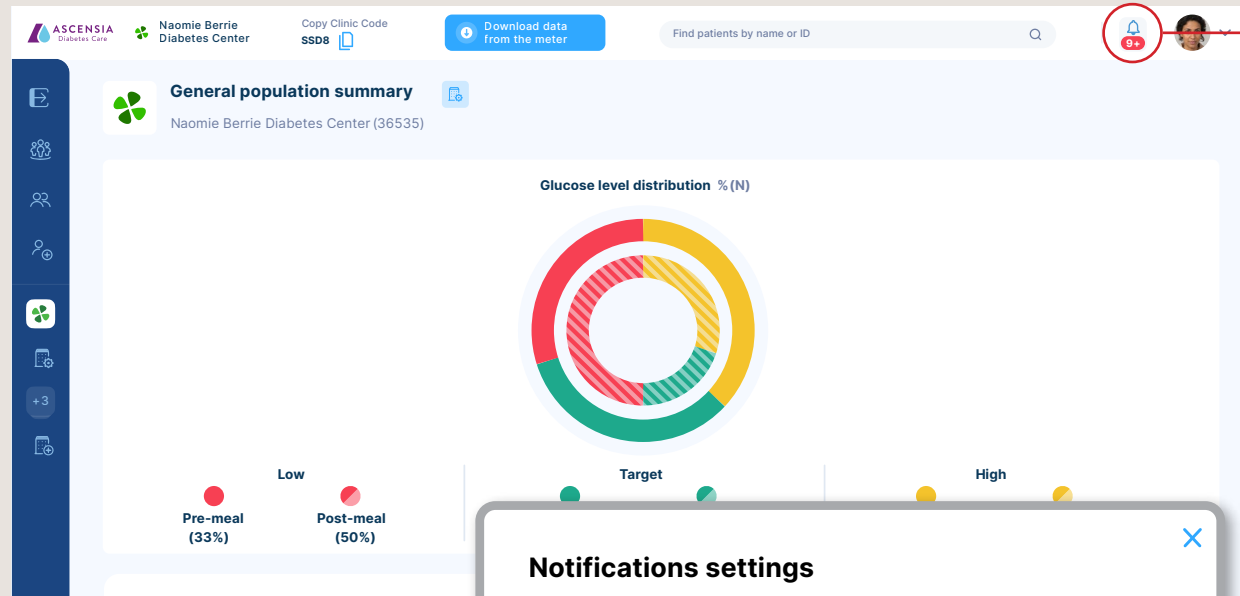 ASCENSIA
Diabetes Care
Naomie Berrie
Diabetes Center
Copy Clinic Code
SSD8
Download data
from the meter
Find patients by name or ID
9+
General population summary
Naomie Berrie Diabetes Center (36535)
Glucose level distribution %(N)
Low
Target
High
Pre-meal
(33%)
Post-meal
(50%)
+3
Notifications settings